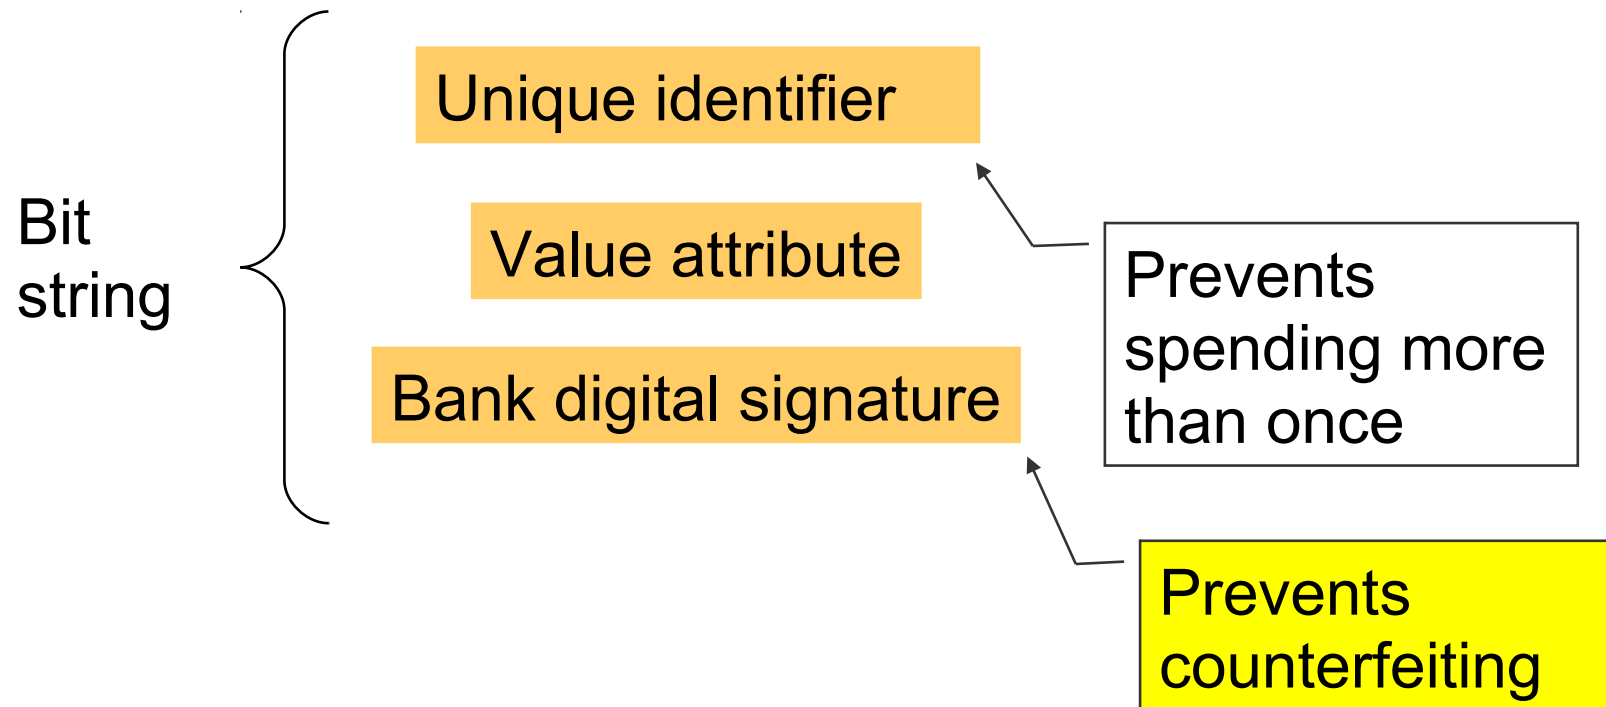 Unique identifier
Bit
string
Value attribute
Bank digital signature
Prevents
spending more
than once
Prevents
counterfeiting